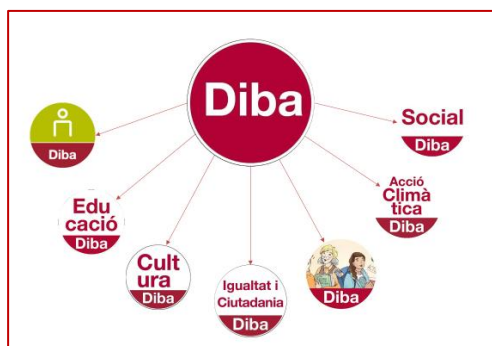 Diba
Diba
Edu
cació
Diba
Cult
ura
Diba
Igualtat i
Ciutadania
Diba
Diba
Acció
Climà
tica
Diba
Social
Diba